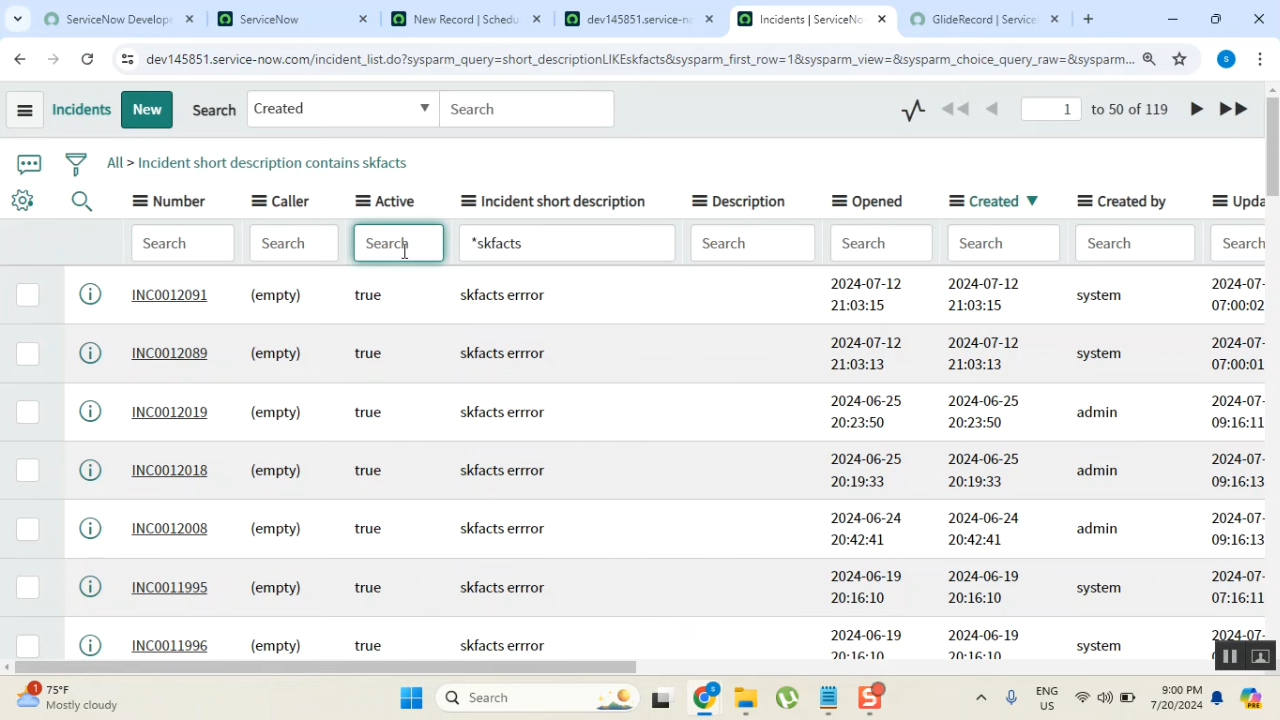 ServiceNow Develope
ServiceNow
New Record | Schedu
dev145851.service-n
Incidents | ServiceNo
GlideRecord | Service
dev145851.service-now.com/incident_list.do?sysparm_query=short_descriptionLIKEskfacts&sysparm_first_row=1&sysparm_view=&sysparm_choice_query_raw=&sysparm...
S
Incidents New Search Created Search 1 to 50 of 119
All > Incident short description contains skfacts
Number Caller Active Incident short description Description Opened Created Created by Upda
Search Search Search *skfacts Search Search Search Search Search
INC0012091 (empty) true skfacts errror 2024-07-12 21:03:15 2024-07-12 21:03:15 system 2024-07- 07:00:02
INC0012089 (empty) true skfacts errror 2024-07-12 21:03:13 2024-07-12 21:03:13 system 2024-07- 07:00:01
INC0012019 (empty) true skfacts errror 2024-06-25 20:23:50 2024-06-25 20:23:50 admin 2024-07- 09:16:11
INC0012018 (empty) true skfacts errror 2024-06-25 20:19:33 2024-06-25 20:19:33 admin 2024-07- 09:16:13
INC0012008 (empty) true skfacts errror 2024-06-24 20:42:41 2024-06-24 20:42:41 admin 2024-07- 09:16:13
INC0011995 (empty) true skfacts errror 2024-06-19 20:16:10 2024-06-19 20:16:10 system 2024-07- 07:16:11
INC0011996 (empty) true skfacts errror 2024-06-19 20:16:10 2024-06-19 20:16:10 system 2024-07-
1
75°F
Mostly cloudy
Search
ENG
US
9:00 PM
7/20/2024
PRE